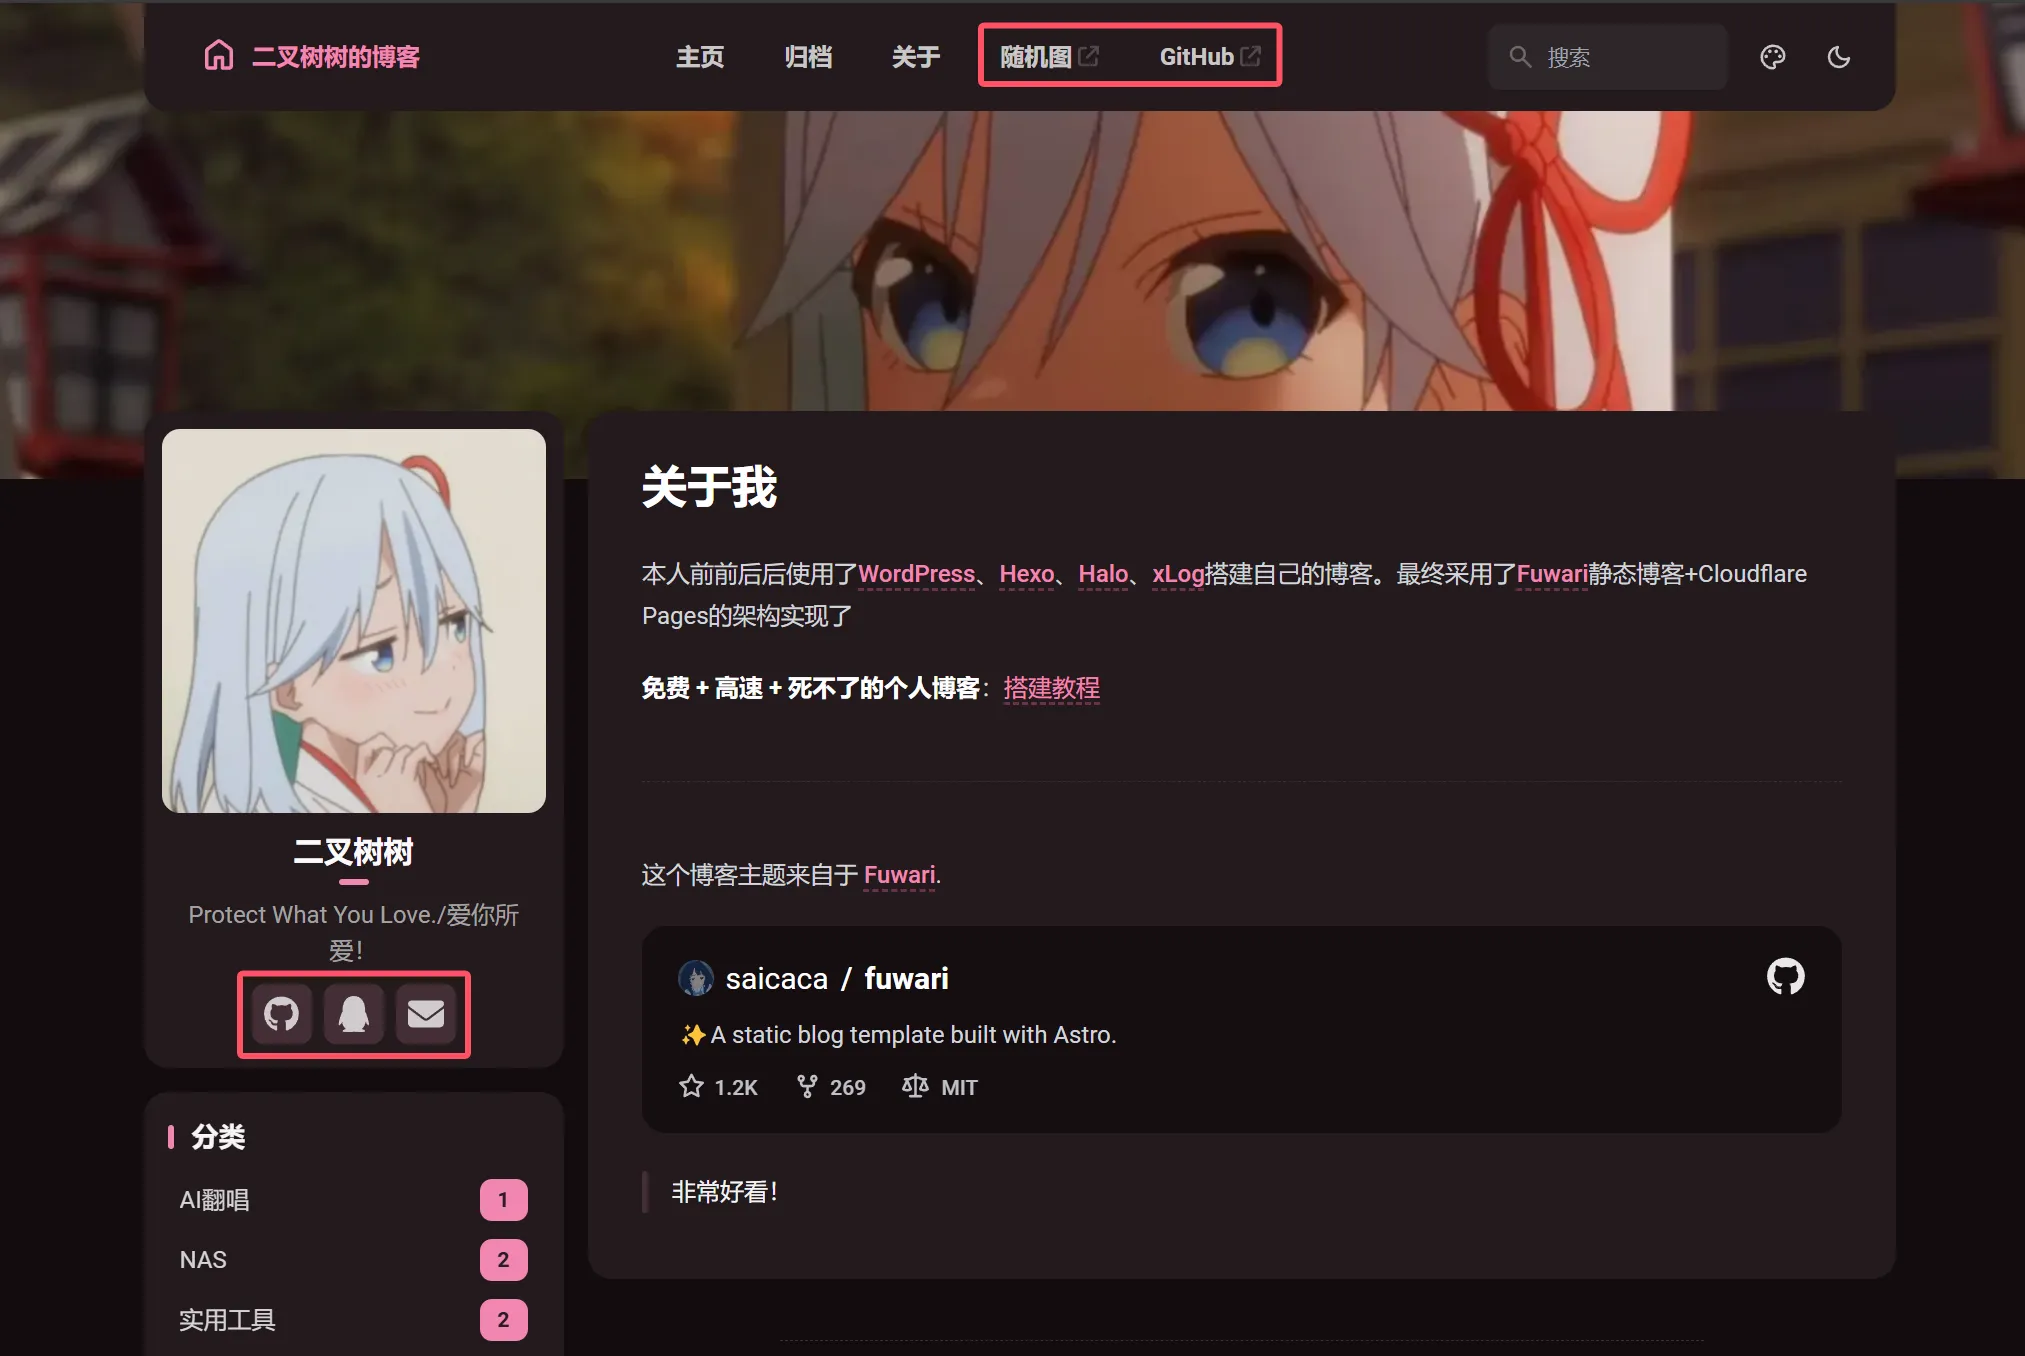 二叉树树的博客
主页
归档
关于
随机图
GitHub
搜索
关于我
本人前前后后使用了WordPress、Hexo、Halo、xLog搭建自己的博客。最终采用了Fuwari静态博客+Cloudflare
Pages的架构实现了
免费 + 高速 + 死不了的个人博客：搭建教程
这个博客主题来自于 Fuwari.
saicaca / fuwari
✨A static blog template built with Astro.
1.2K
269
MIT
非常好看！
二叉树树
Protect What You Love./爱你所
爱！
分类
AI翻唱
1
NAS
2
实用工具
2